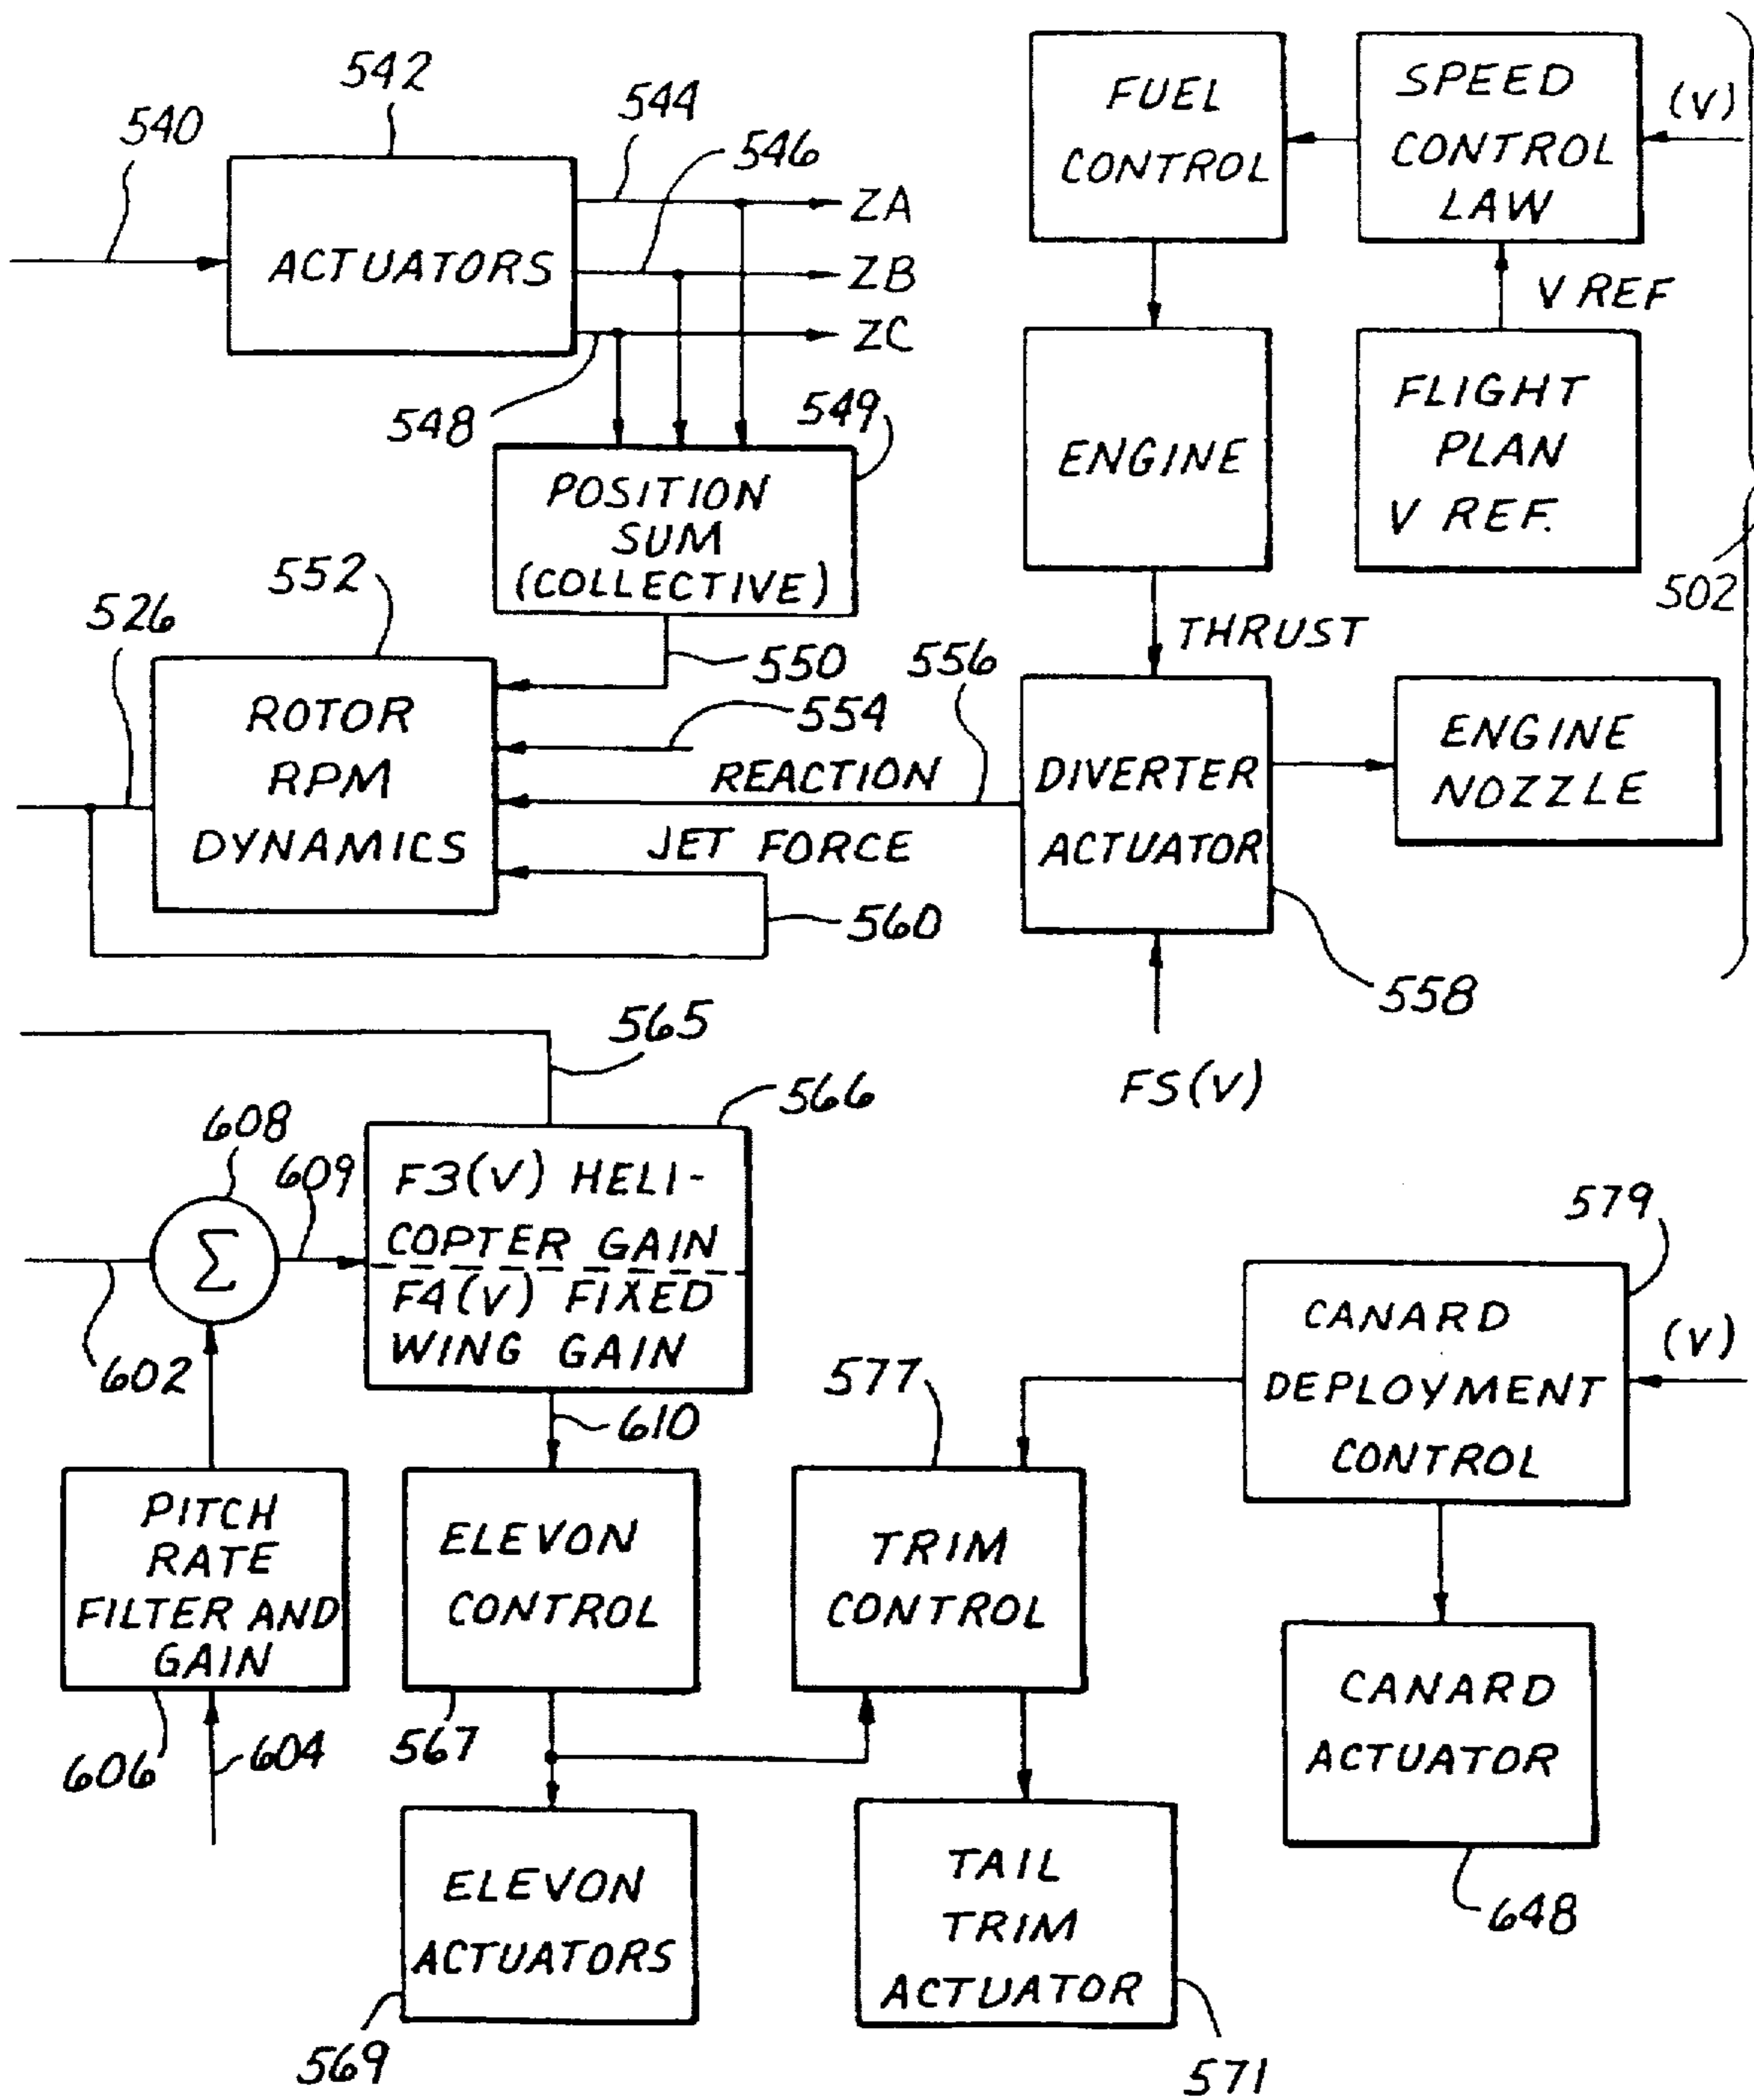 542
540
544
546
ACTUATORS
ZA
ZB
ZC
548
549
POSITION
SUM
(COLLECTIVE)
FUEL
CONTROL
SPEED
CONTROL
LAW
(V)
V REF
FLIGHT
PLAN
V REF.
ENGINE
502
THRUST
552
526
550
554
556
ROTOR
RPM
DYNAMICS
REACTION
JET FORCE
560
DIVERTER
ACTUATOR
ENGINE
NOZZLE
558
FS(V)
565
566
608
609
F3(V) HELI-
COPTER GAIN
F4(V) FIXED
WING GAIN
Σ
602
610
579
CANARD
DEPLOYMENT
CONTROL
(V)
577
PITCH
RATE
FILTER AND
GAIN
ELEVON
CONTROL
TRIM
CONTROL
606
604
567
CANARD
ACTUATOR
648
ELEVON
ACTUATORS
569
TAIL
TRIM
ACTUATOR
571